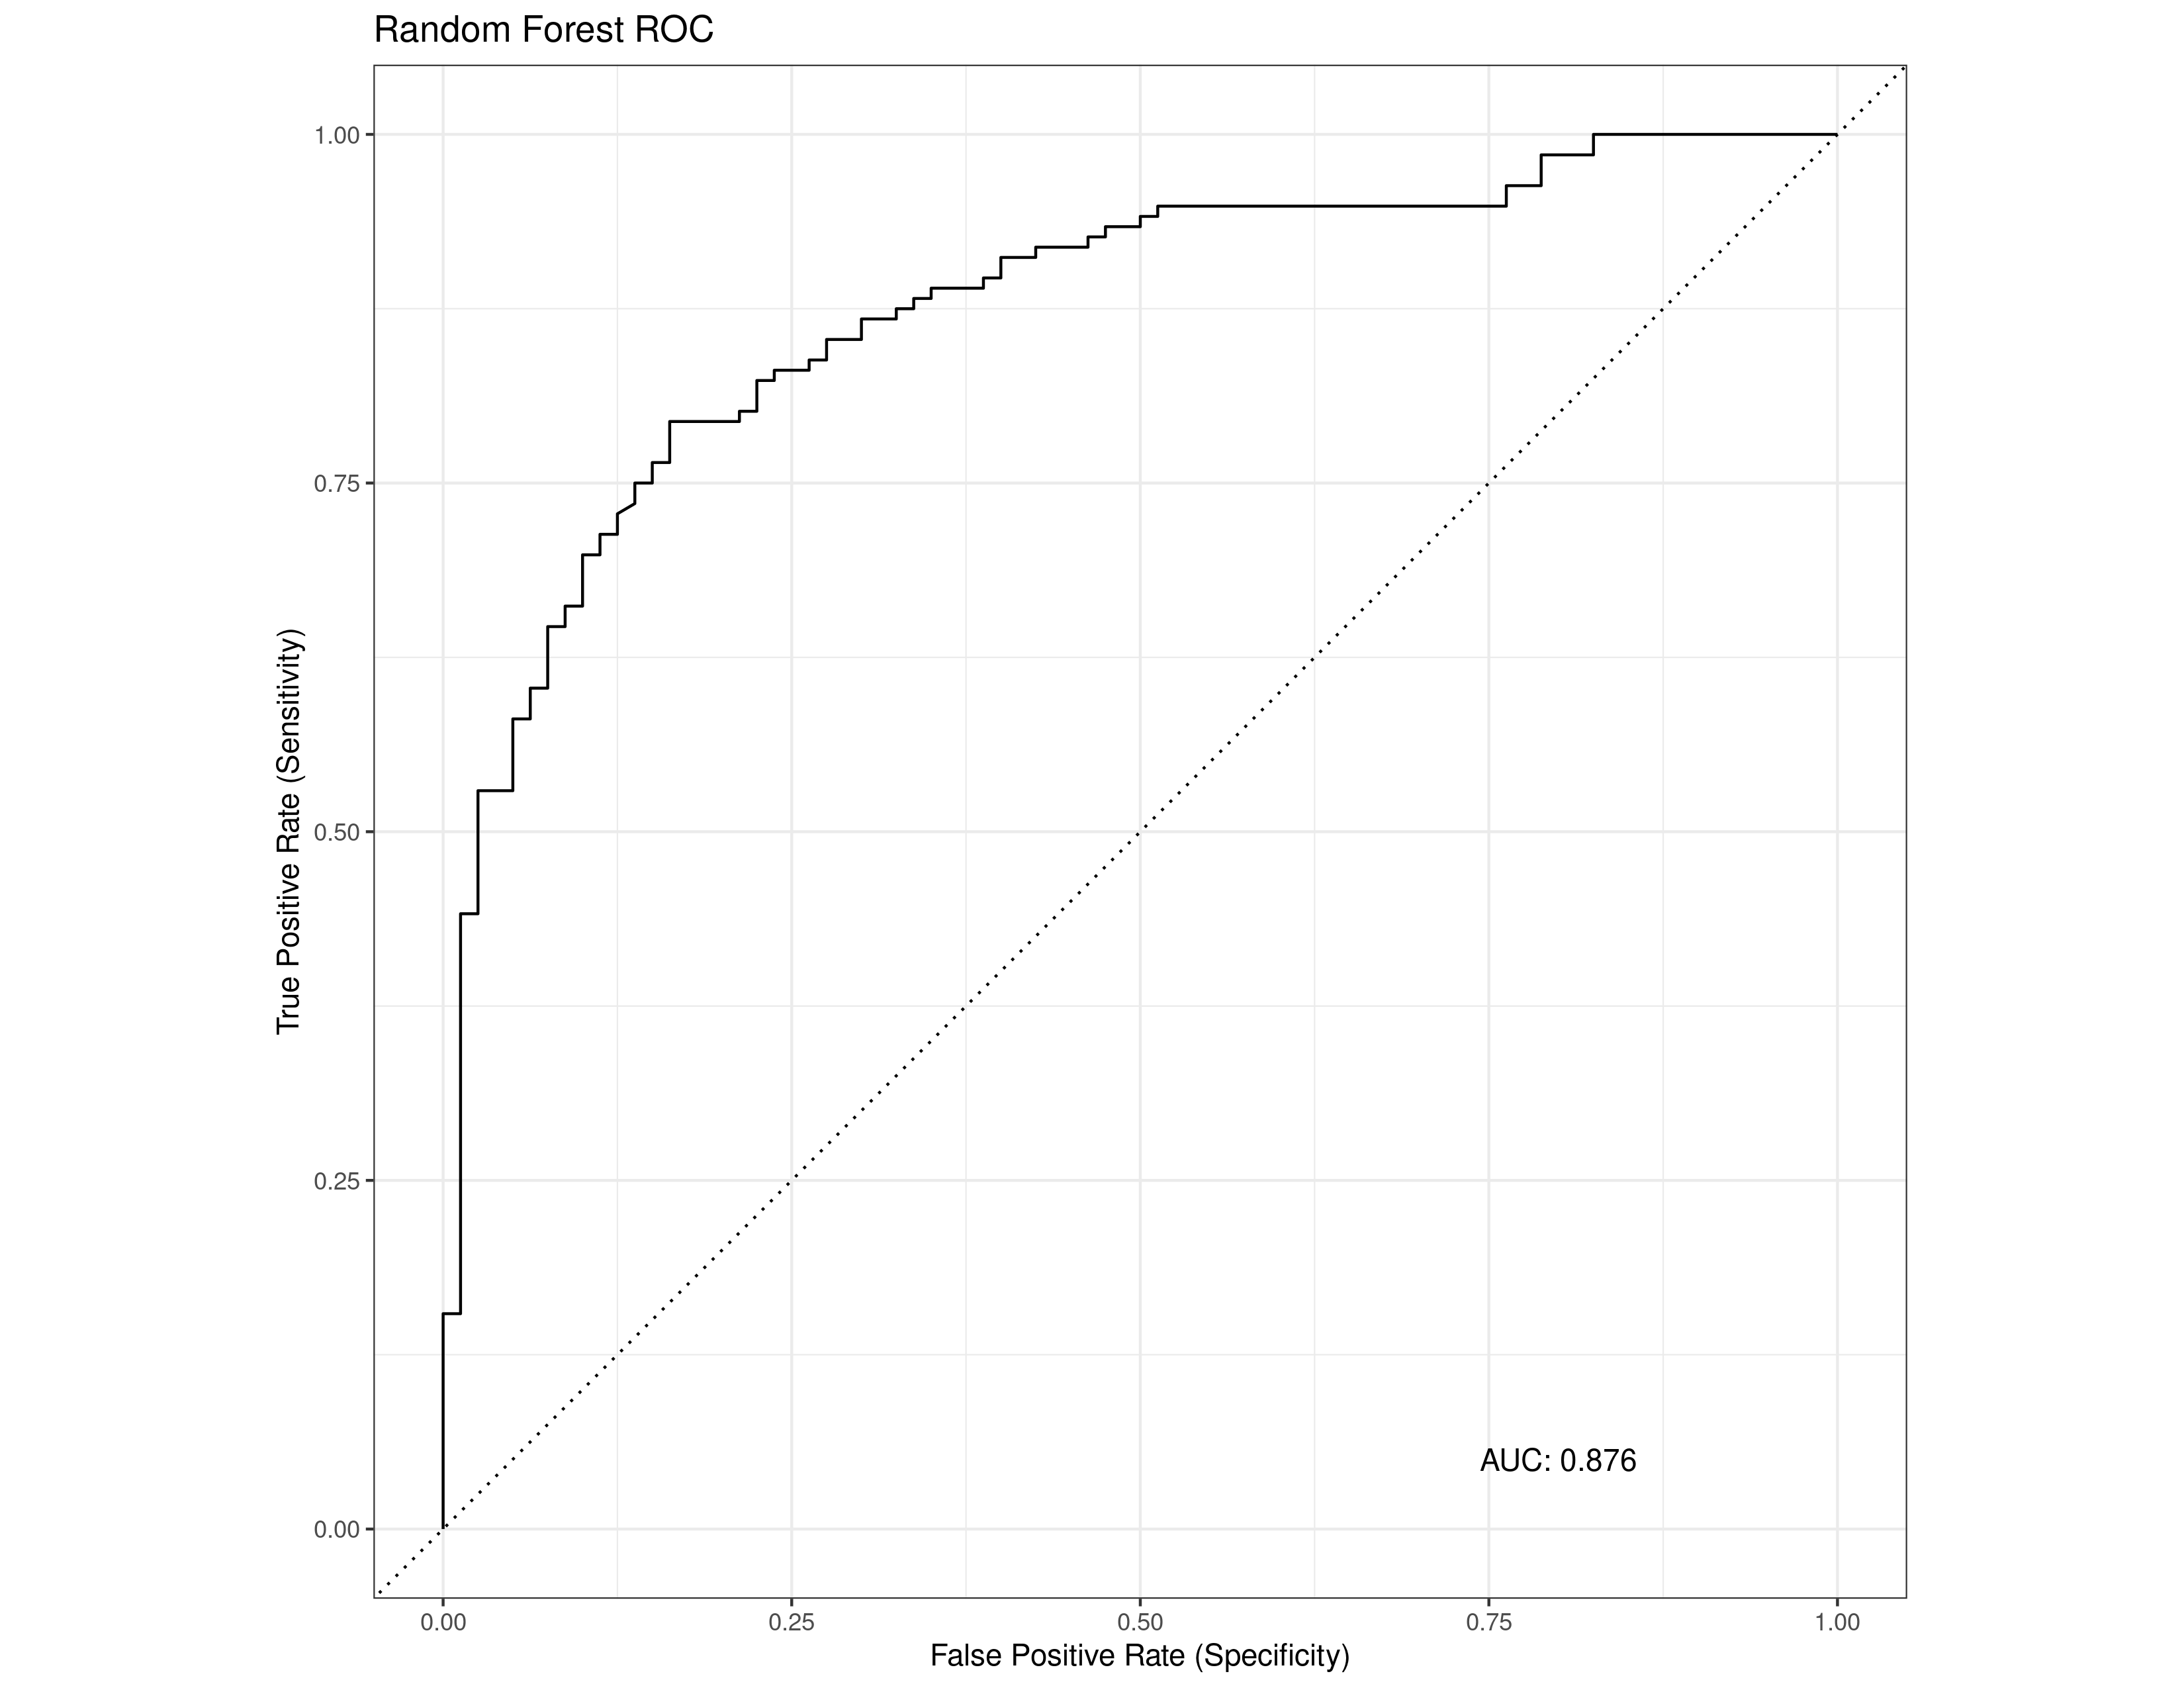 Random Forest ROC
1.00
0.75
0.50
0.25
0.00
True Positive Rate (Sensitivity)
AUC: 0.876
0.00 0.25 0.50 0.75 1.00
False Positive Rate (Specificity)